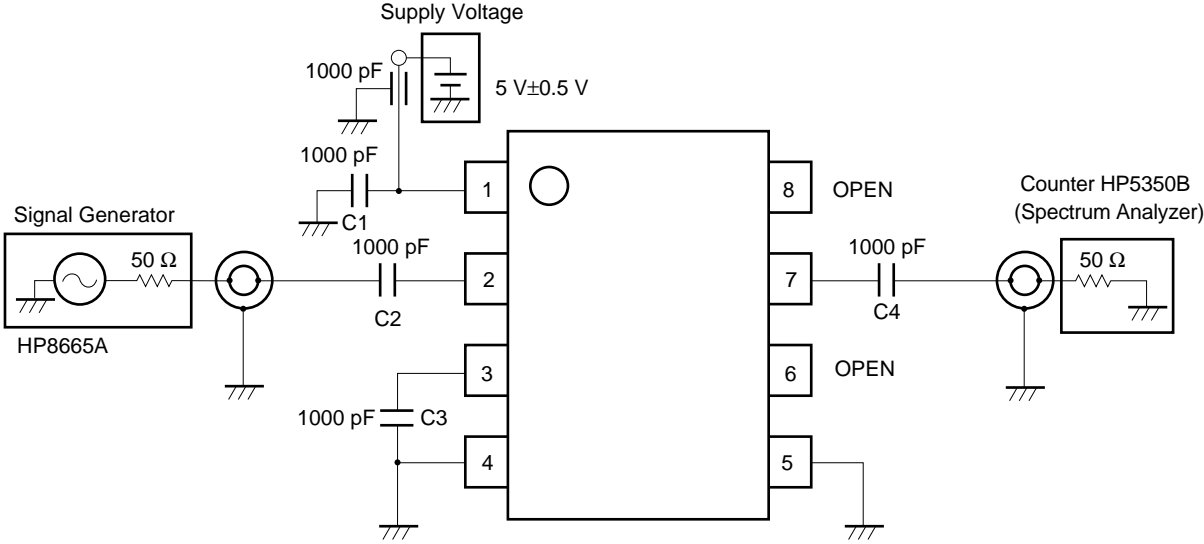 Supply Voltage
1000 pF
5 V±0.5 V
1000 pF
C1
1
8
OPEN
Counter HP5350B
(Spectrum Analyzer)
Signal Generator
50 Ω
HP8665A
1000 pF
C2
2
7
1000 pF
C4
50 Ω
3
6
OPEN
1000 pF
C3
4
5